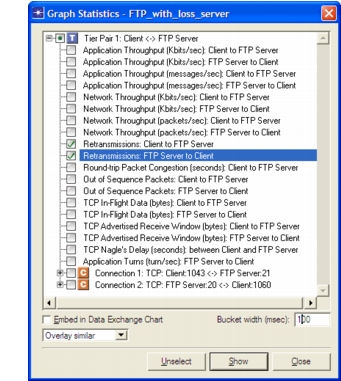 Graph Statistics - FTP_with_loss_server
T Tier Pair 1: Client <-> FTP Server
Application Throughput (Kbits/sec): Client to FTP Server
Application Throughput (Kbits/sec): FTP Server to Client
Application Throughput (messages/sec): Client to FTP Server
Application Throughput (messages/sec): FTP Server to Client
Network Throughput (Kbits/sec): Client to FTP Server
Network Throughput (Kbits/sec): FTP Server to Client
Network Throughput (packets/sec): Client to FTP Server
Network Throughput (packets/sec): FTP Server to Client
Retransmissions: Client to FTP Server
Retransmissions: FTP Server to Client
Round-trip Packet Congestion (seconds): Client to FTP Server
Out of Sequence Packets: Client to FTP Server
Out of Sequence Packets: FTP Server to Client
TCP In-Flight Data (bytes): Client to FTP Server
TCP In-Flight Data (bytes): FTP Server to Client
TCP Advertised Receive Window (bytes): Client to FTP Server
TCP Advertised Receive Window (bytes): FTP Server to Client
TCP Nagle's Delay (seconds): between Client and FTP Server
Application Turns (turn/sec): FTP Server to Client
C Connection 1: TCP: Client:1043 <-> FTP Server:21
C Connection 2: TCP: FTP Server:20 <-> Client:1060
Embed in Data Exchange Chart Bucket width (msec): 100
Overlay similar
Unselect Show Close